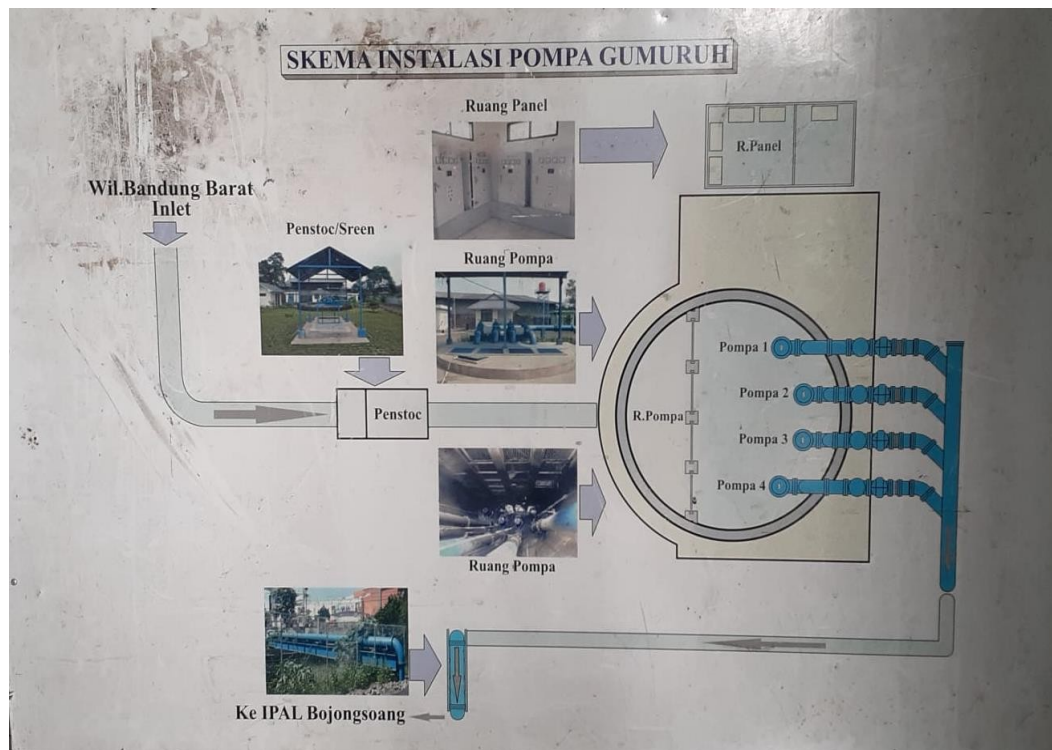 SKEMA INSTALASI POMPA GUMURUH
Ruang Panel
R.Panel
Wil.Bandung Barat
Inlet
Penstoc/Sreen
Ruang Pompa
Pompa 1
Pompa 2
Penstoc
R.Pompa
Pompa 3
Pompa 4
Ruang Pompa
Ke IPAL Bojongsoang